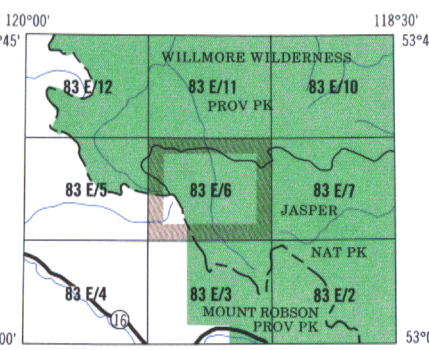 120°00'
118°30'
°45'
53°4
WILLMORE WILDERNESS
83 E/12
83 E/11
83 E/10
PROV PK
83 E/5
83 E/6
83 E/7
JASPER
NAT PK
83 E/4
83 E/3
83 E/2
MOUNT ROBSON
16
PROV PK
00'
53°0